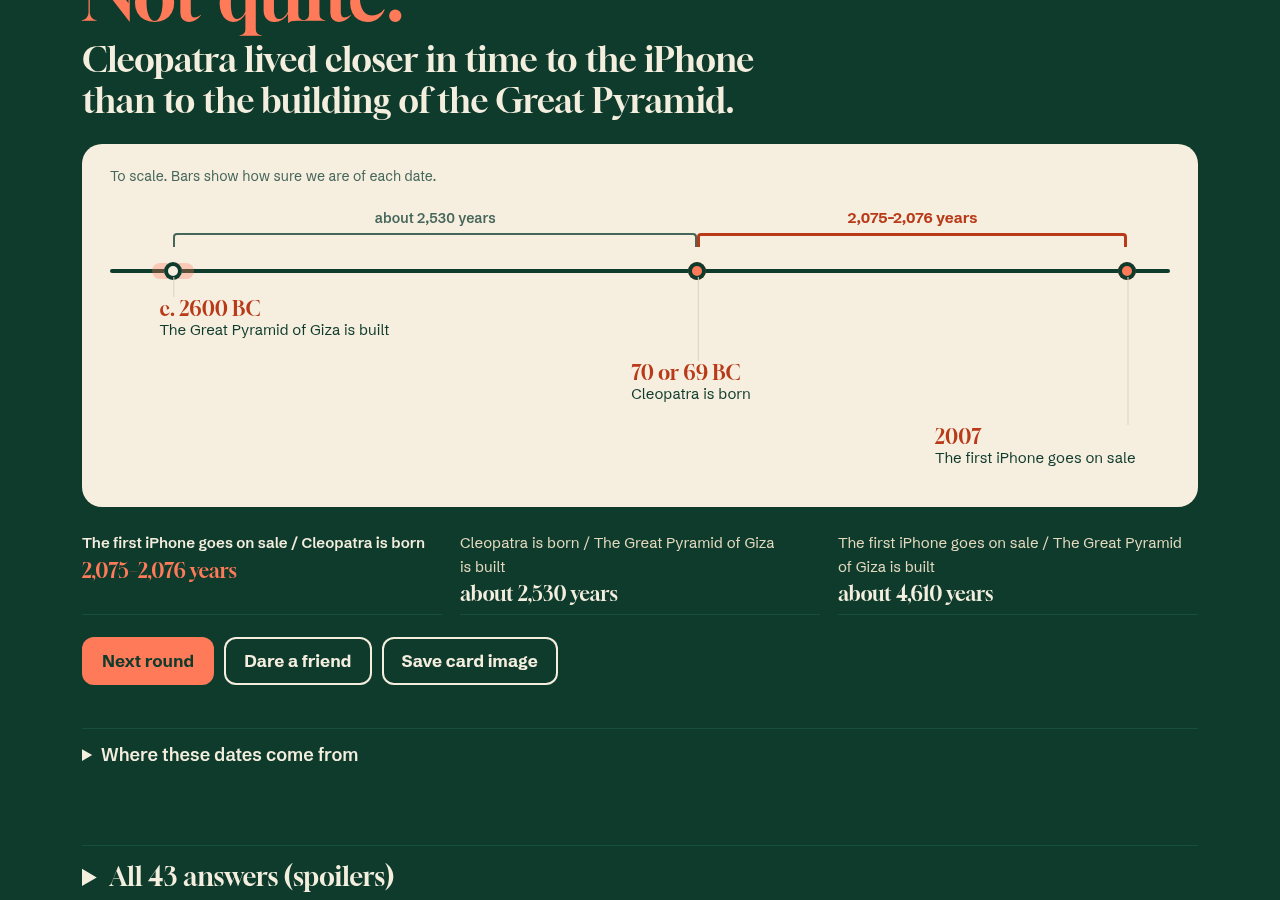 Not quite.
Cleopatra lived closer in time to the iPhone
than to the building of the Great Pyramid.
To scale. Bars show how sure we are of each date.
about 2,530 years
2,075–2,076 years
c. 2600 BC
The Great Pyramid of Giza is built
70 or 69 BC
Cleopatra is born
2007
The first iPhone goes on sale
The first iPhone goes on sale / Cleopatra is born
2,075–2,076 years
Cleopatra is born / The Great Pyramid of Giza
is built
about 2,530 years
The first iPhone goes on sale / The Great Pyramid
of Giza is built
about 4,610 years
Next round
Dare a friend
Save card image
Where these dates come from
All 43 answers (spoilers)